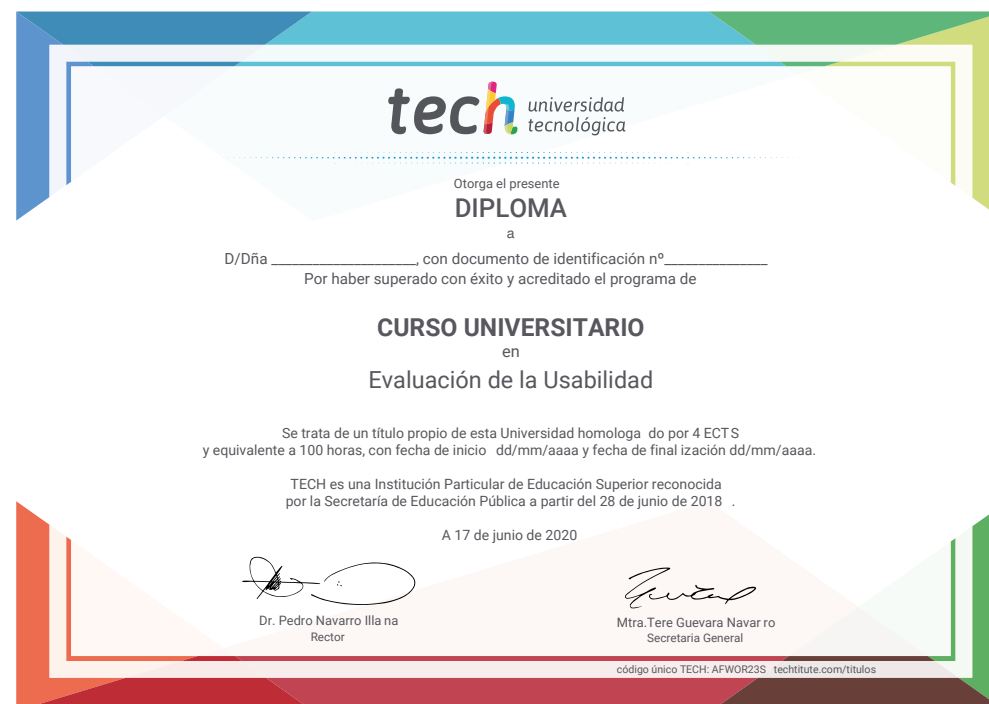 tech universidad
tecnológica
Otorga el presente
DIPLOMA
a
D/Dña ____________________, con documento de identificación nº______________
Por haber superado con éxito y acreditado el programa de
CURSO UNIVERSITARIO
en
Evaluación de la Usabilidad
Se trata de un título propio de esta Universidad homologa do por 4 ECTS
y equivalente a 100 horas, con fecha de inicio dd/mm/aaaa y fecha de final ización dd/mm/aaaa.
TECH es una Institución Particular de Educación Superior reconocida
por la Secretaría de Educación Pública a partir del 28 de junio de 2018 .
A 17 de junio de 2020
Dr. Pedro Navarro Illa na
Rector
Mtra.Tere Guevara Navar ro
Secretaria General
código único TECH: AFWOR23S techtitute.com/titulos